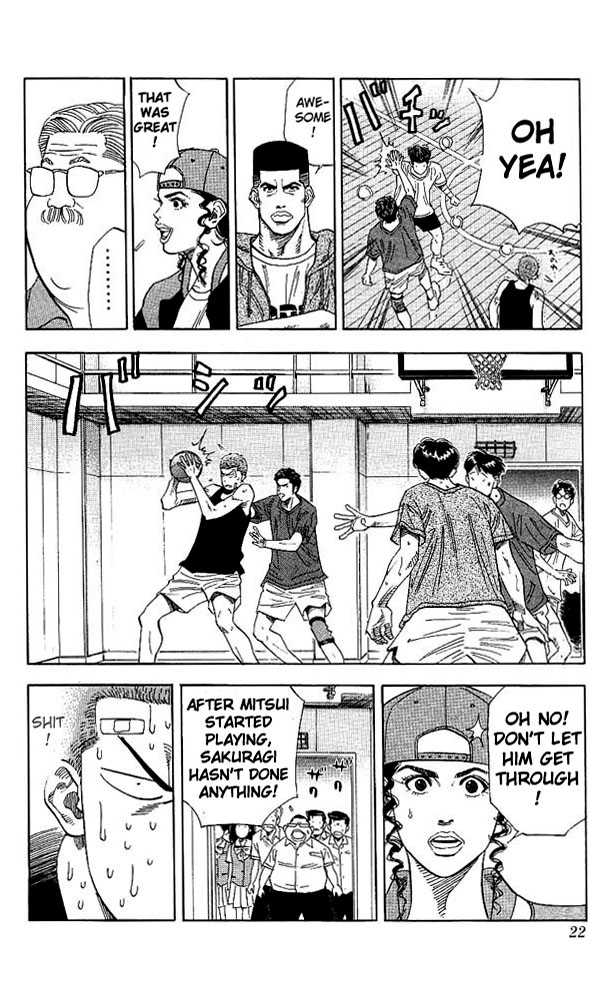 OH
YEA!
AWE-
SOME
!
THAT
WAS
GREAT
!
.......
OH NO!
DON'T LET
HIM GET
THROUGH
!
AFTER MITSUI
STARTED
PLAYING,
SAKURAGI
HASN'T DONE
ANYTHING!
SHIT
!
22